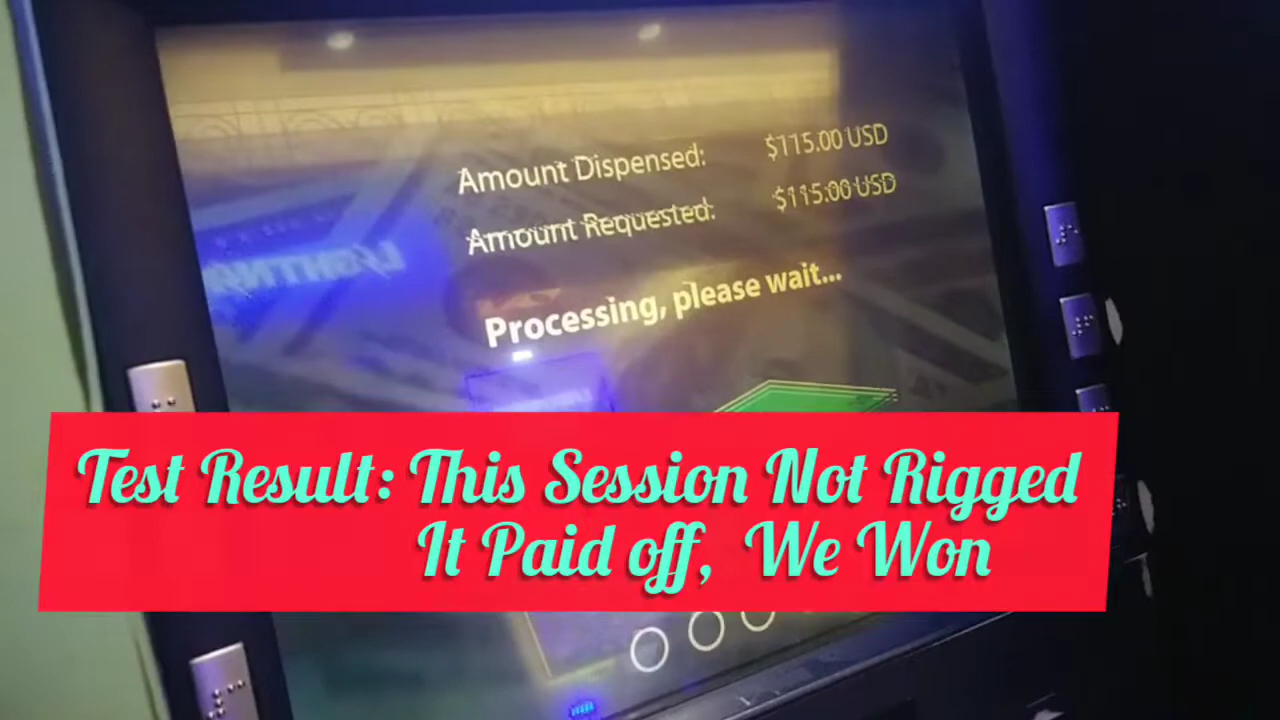 Amount Dispensed: $115.00 USD
Amount Requested: $115.00 USD
Processing, please wait...
Test Result: This Session Not Rigged
It Paid off, We Won